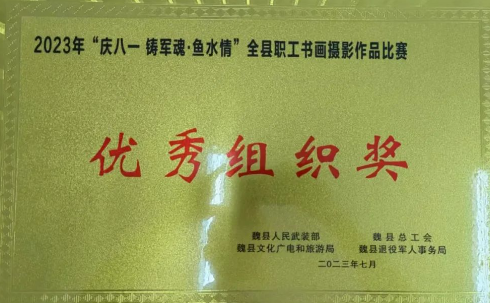 2023年“庆八一 铸军魂·鱼水情”全县职工书画摄影作品比赛
优秀组织奖
魏县人民武装部 魏县总工会
魏县文化广电和旅游局 魏县退役军人事务局
二〇二三年七月